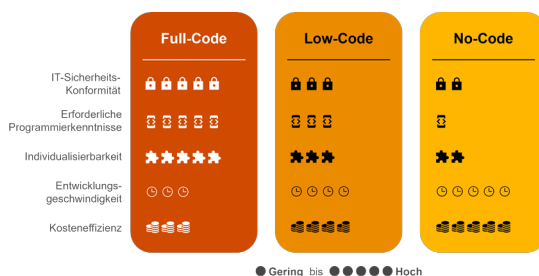 Full-Code
Low-Code
No-Code
IT-Sicherheits-
Konformität
Erforderliche
Programmierkenntnisse
Individualisierbarkeit
Entwicklungs-
geschwindigkeit
Kosteneffizienz
Gering bis Hoch